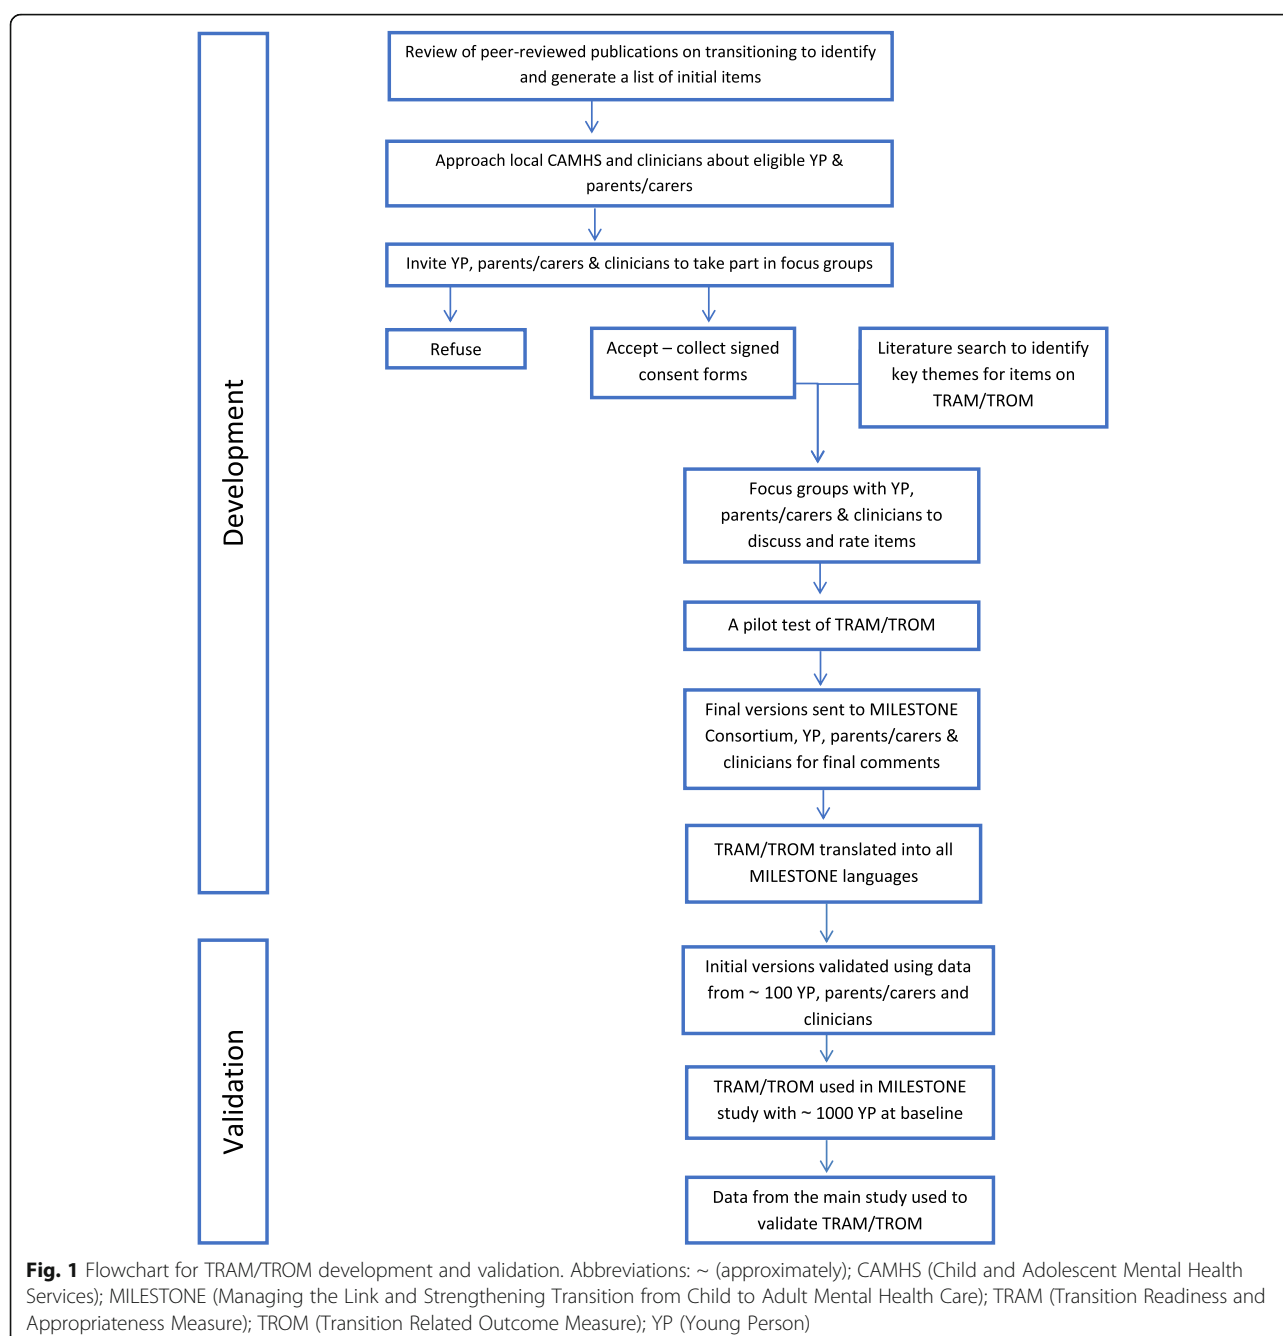 Development
Review of peer-reviewed publications on transitioning to identify
and generate a list of initial items
Approach local CAMHS and clinicians about eligible YP &
parents/carers
Invite YP, parents/carers & clinicians to take part in focus groups
Refuse
Accept – collect signed
consent forms
Literature search to identify
key themes for items on
TRAM/TROM
Focus groups with YP,
parents/carers & clinicians to
discuss and rate items
A pilot test of TRAM/TROM
Final versions sent to MILESTONE
Consortium, YP, parents/carers &
clinicians for final comments
TRAM/TROM translated into all
MILESTONE languages
Validation
Initial versions validated using data
from ~ 100 YP, parents/carers and
clinicians
TRAM/TROM used in MILESTONE
study with ~ 1000 YP at baseline
Data from the main study used to
validate TRAM/TROM
Fig. 1 Flowchart for TRAM/TROM development and validation. Abbreviations: ~ (approximately); CAMHS (Child and Adolescent Mental Health
Services); MILESTONE (Managing the Link and Strengthening Transition from Child to Adult Mental Health Care); TRAM (Transition Readiness and
Appropriateness Measure); TROM (Transition Related Outcome Measure); YP (Young Person)